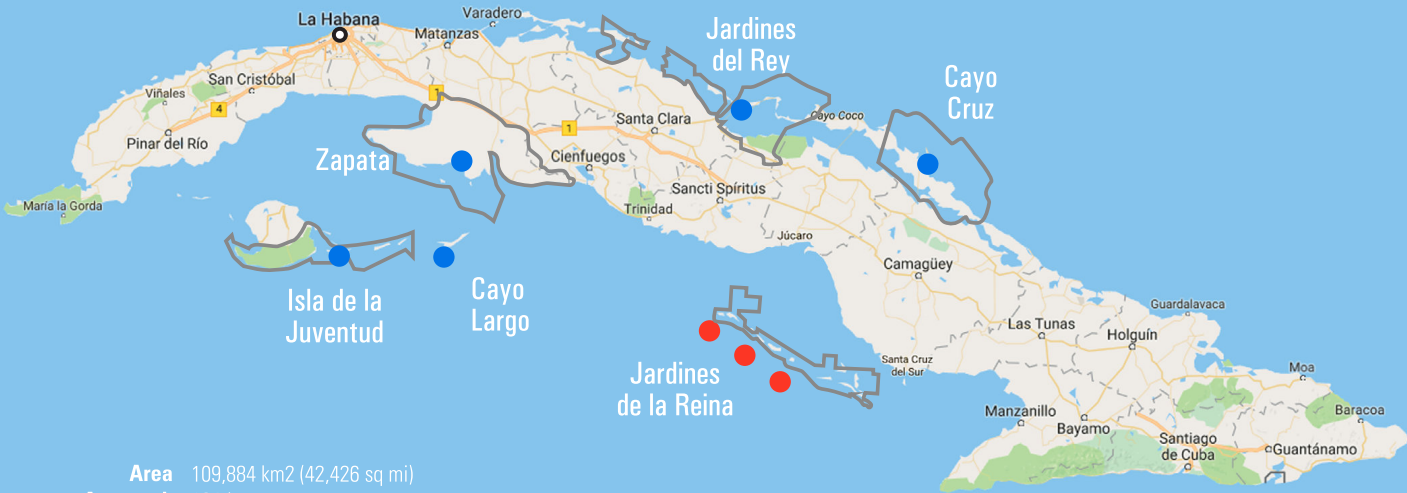 La Habana
Varadero
Matanzas
Jardines
del Rey
Cayo
Cruz
San Cristóbal
Viñales
4
1
1
Cayo Coco
Santa Clara
Pinar del Río
Zapata
Cienfuegos
Sancti Spíritus
María la Gorda
Trinidad
Júcaro
Camagüey
Isla de la
Juventud
Cayo
Largo
Guardalavaca
Las Tunas
Holguín
Jardines
de la Reina
Santa Cruz
del Sur
Moa
Manzanillo
Bayamo
Baracoa
Santiago
de Cuba
Guantánamo
Area 109,884 km2 (42,426 sq mi)